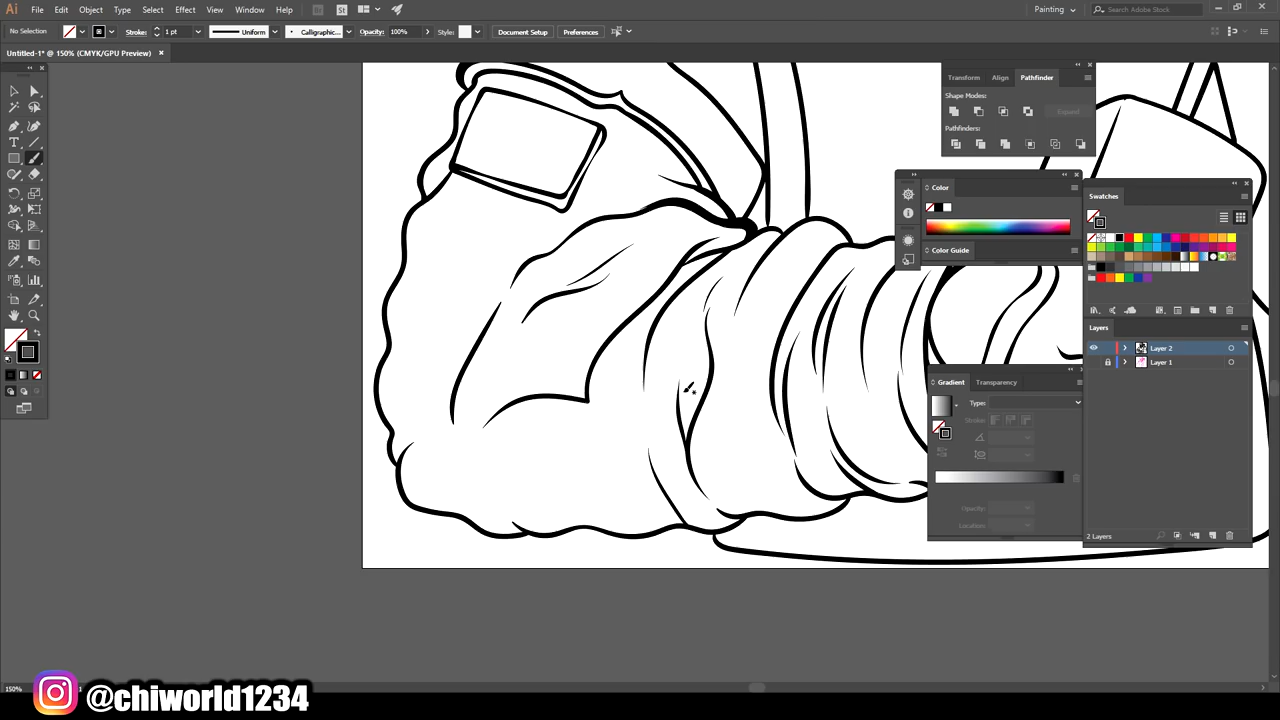 Ai File Edit Object Type Select Effect View Window Help Br St Painting Search Adobe Stock
No Selection Stroke: 1 pt Uniform Calligraphic... Opacity: 100% Style: Document Setup Preferences
Untitled-1* @ 150% (CMYK/GPU Preview)
Transform Align Pathfinder
Shape Modes:
Expand
Pathfinders:
Color
Color Guide
Swatches
Layers
Layer 2
Layer 1
2 Layers
Gradient Transparency
Type:
Stroke:
Opacity:
Location:
150%
@chiworld1234